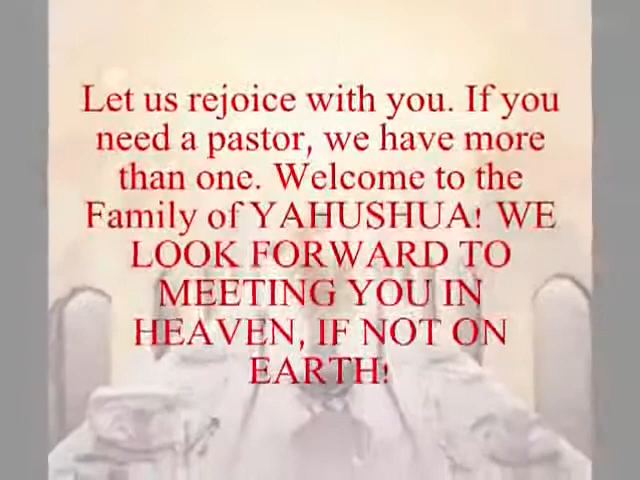 Let us rejoice with you. If you
need a pastor, we have more
than one. Welcome to the
Family of YAHUSHUA! WE
LOOK FORWARD TO
MEETING YOU IN
HEAVEN, IF NOT ON
EARTH!